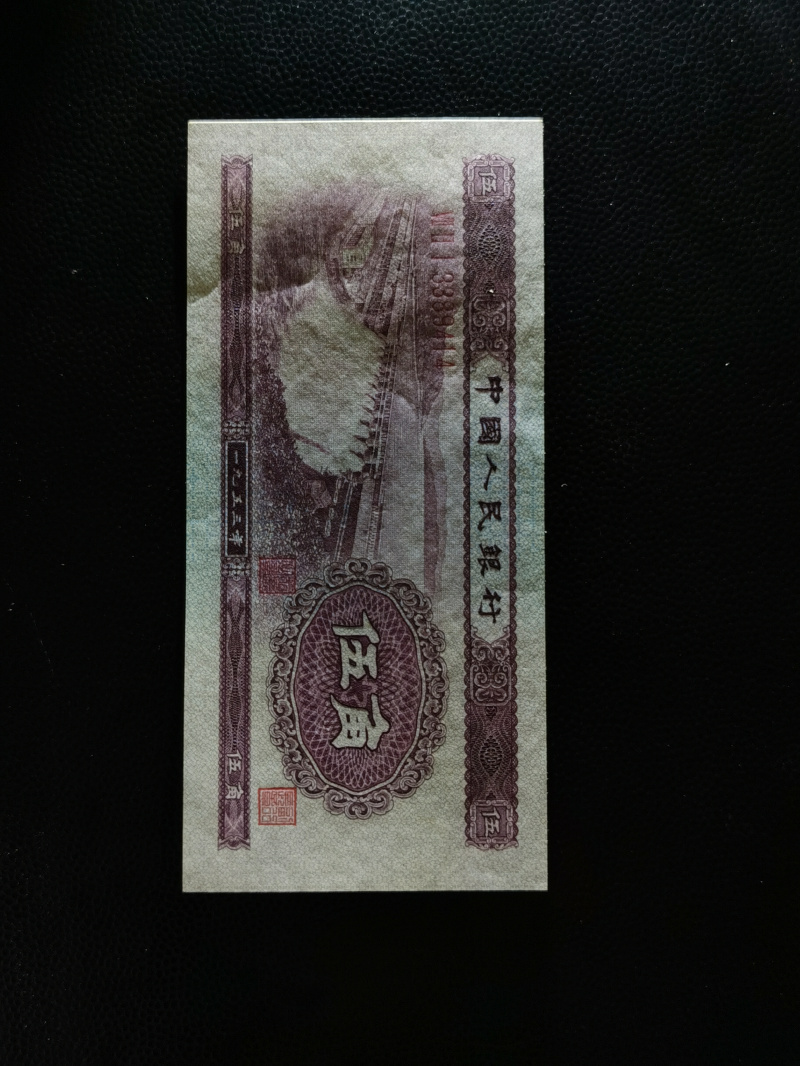 伍 中國人民銀行 伍
伍角
伍角 一九五三年 伍角